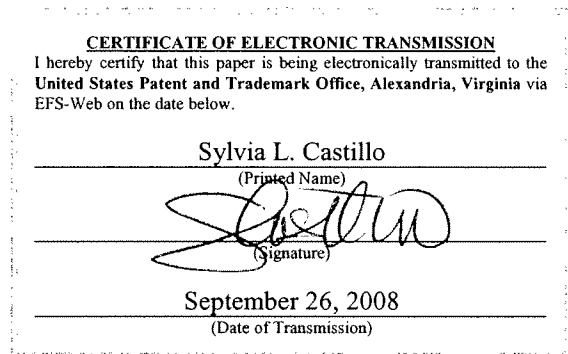 CERTIFICATE OF ELECTRONIC TRANSMISSION
I hereby certify that this paper is being electronically transmitted to the
United States Patent and Trademark Office, Alexandria, Virginia via
EFS-Web on the date below.
Sylvia L. Castillo
(Printed Name)
(Signature)
September 26, 2008
(Date of Transmission)